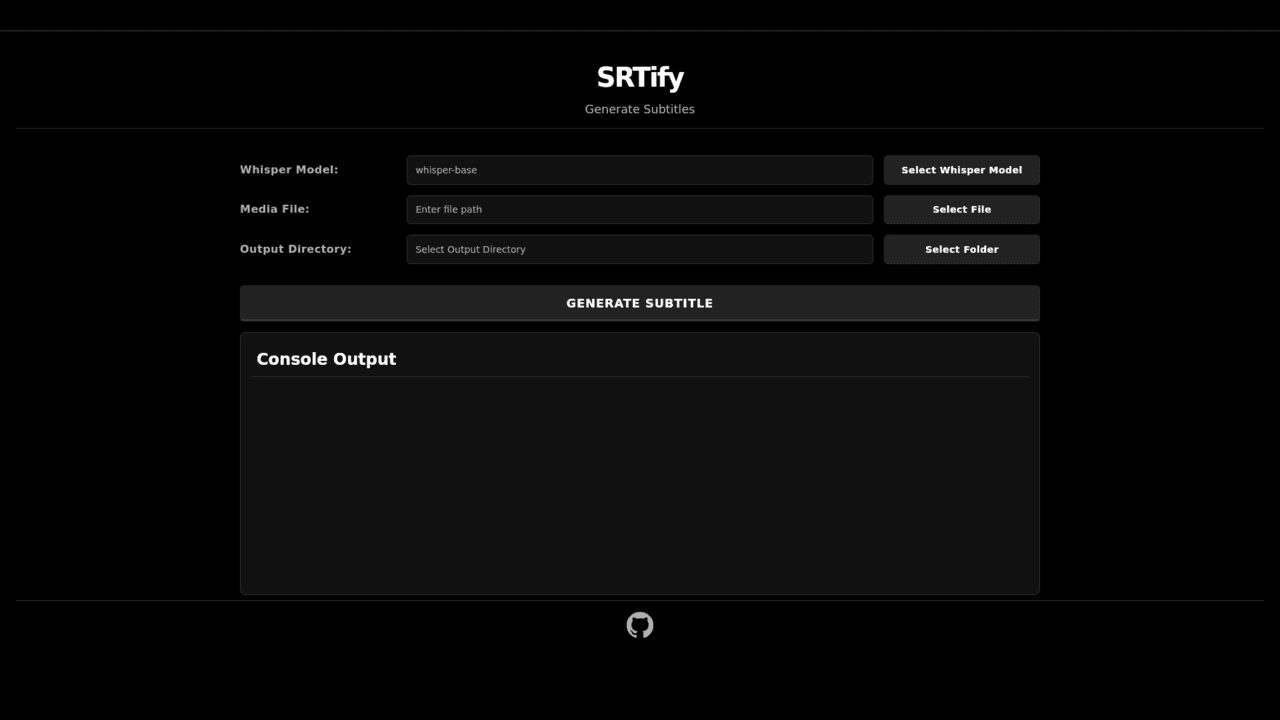 SRTify
Generate Subtitles
Whisper Model:
whisper-base
Select Whisper Model
Media File:
Enter file path
Select File
Output Directory:
Select Output Directory
Select Folder
GENERATE SUBTITLE
Console Output